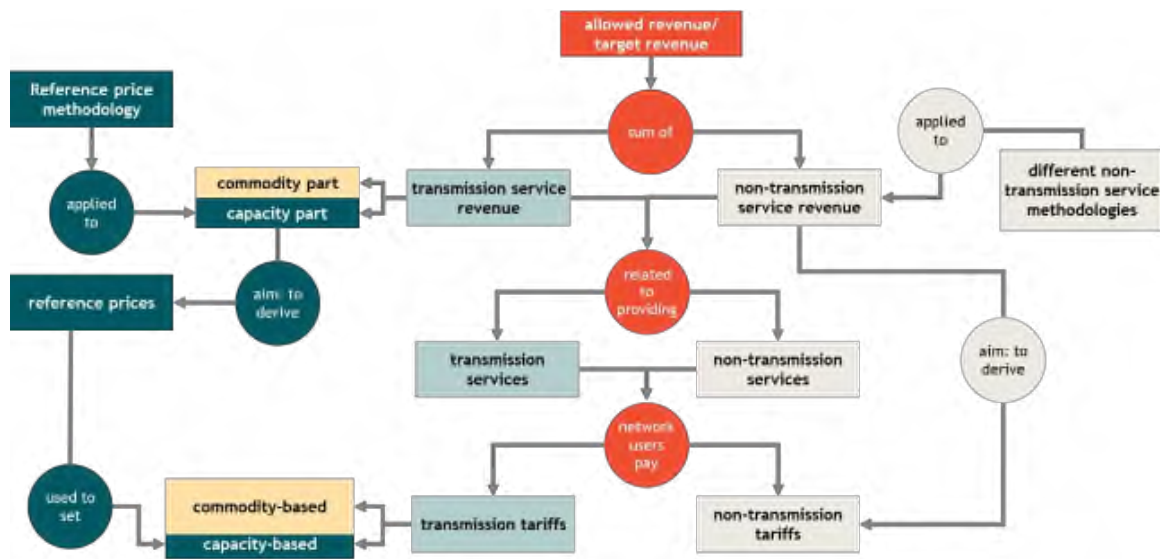 allowed revenue/
target revenue
Reference price
methodology
sum of
applied
to
different non-
transmission service
methodologies
commodity part
capacity part
transmission service
revenue
non-transmission
service revenue
applied
to
related
to
providing
reference prices
aim: to
derive
transmission
services
non-transmission
services
aim: to
derive
network
users
pay
used to
set
commodity-based
capacity-based
transmission tariffs
non-transmission
tariffs